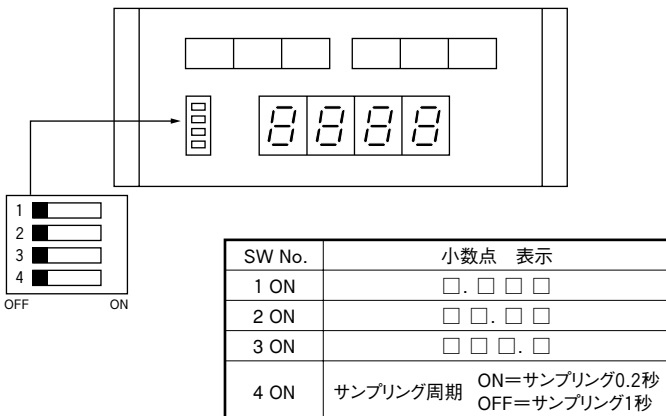 8888
1
2
3
4
OFF ON
SW No. 小数点 表示
1 ON □. □ □
2 ON □ □. □
3 ON □ □ □. □
4 ON サンプリング周期 ON＝サンプリング0.2秒
OFF＝サンプリング1秒